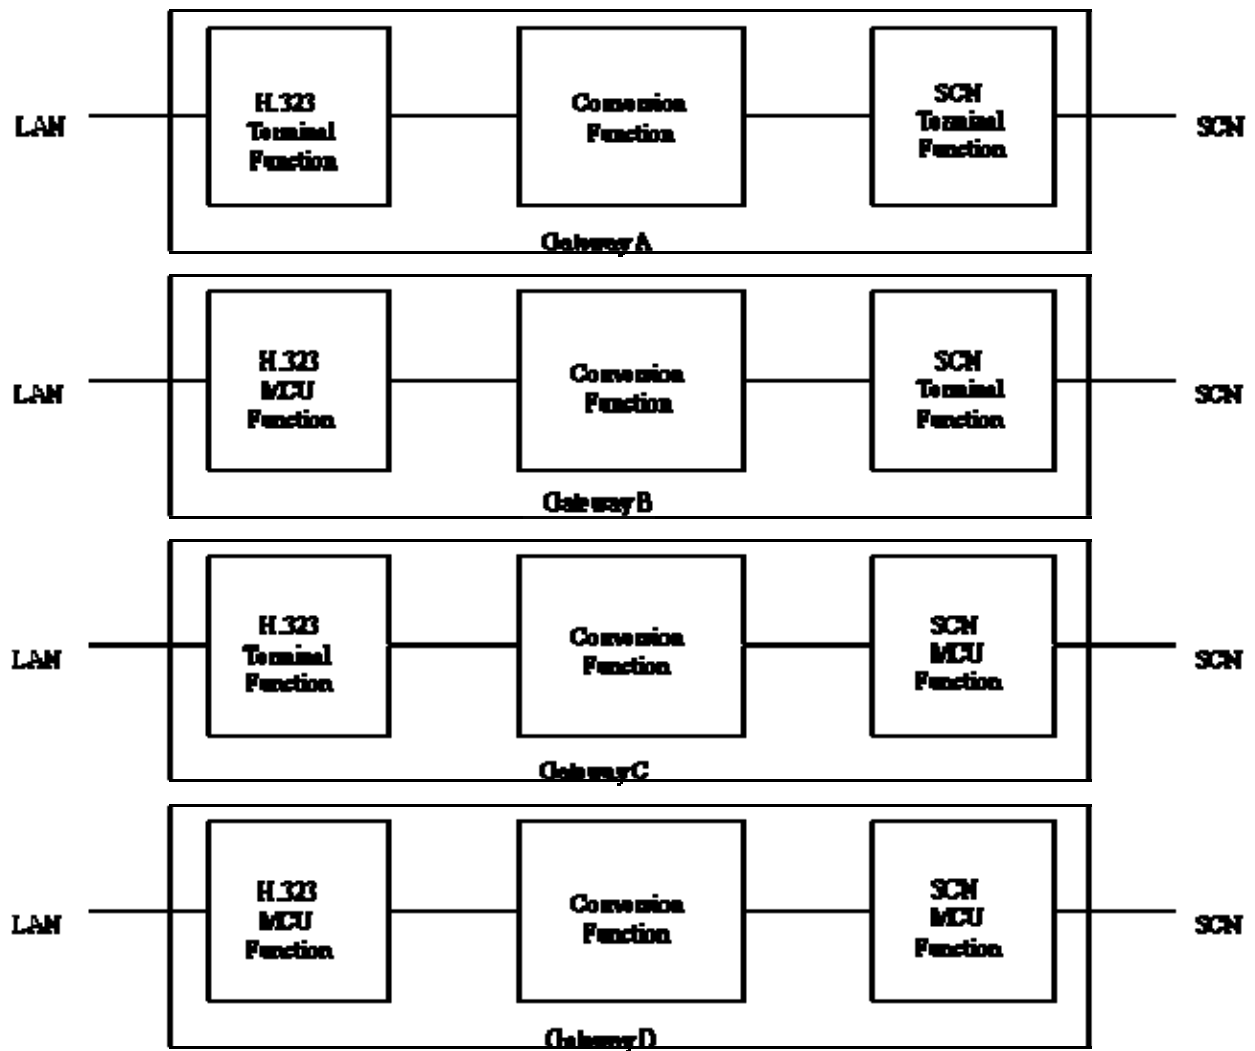 H.323
Terminal
Function
Conversion
Function
SCN
Terminal
Function
LAN
SCN
Gateway A
H.323
MCU
Function
Conversion
Function
SCN
Terminal
Function
LAN
SCN
Gateway B
H.323
Terminal
Function
Conversion
Function
SCN
MCU
Function
LAN
SCN
Gateway C
H.323
MCU
Function
Conversion
Function
SCN
MCU
Function
LAN
SCN
Gateway D